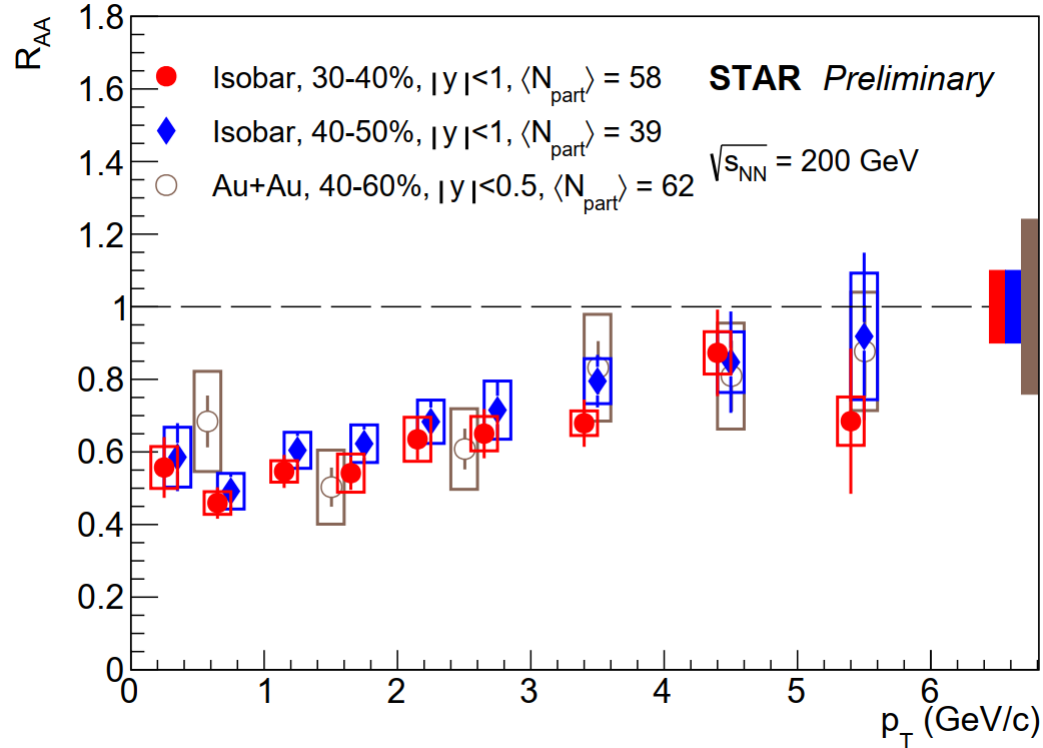 R_AA
1.8
1.6
1.4
1.2
1
0.8
0.6
0.4
0.2
0
Isobar, 30-40%, |y|<1, ⟨N_part⟩ = 58
Isobar, 40-50%, |y|<1, ⟨N_part⟩ = 39
Au+Au, 40-60%, |y|<0.5, ⟨N_part⟩ = 62
STAR Preliminary
√s_NN = 200 GeV
0 1 2 3 4 5 6
p_T (GeV/c)